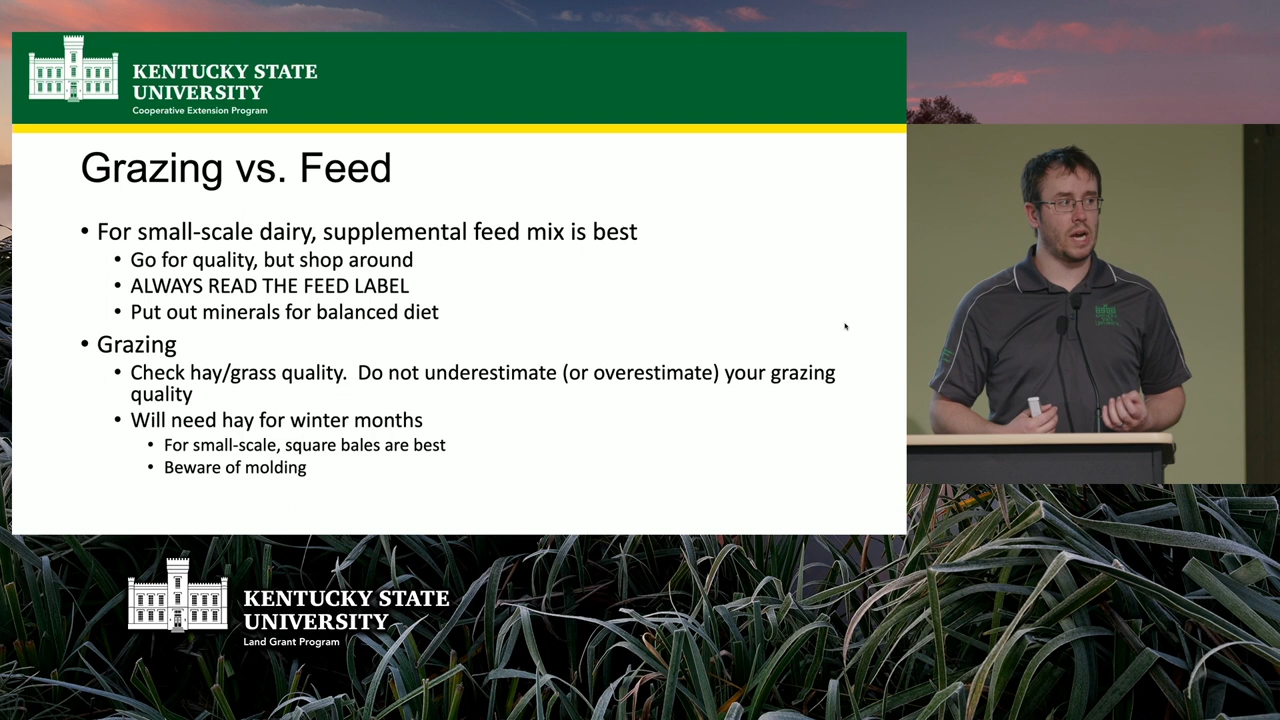 KENTUCKY STATE
UNIVERSITY
Cooperative Extension Program
Grazing vs. Feed
• For small-scale dairy, supplemental feed mix is best
• Go for quality, but shop around
• ALWAYS READ THE FEED LABEL
• Put out minerals for balanced diet
• Grazing
• Check hay/grass quality.  Do not underestimate (or overestimate) your grazing
quality
• Will need hay for winter months
• For small-scale, square bales are best
• Beware of molding
KENTUCKY STATE
UNIVERSITY
Land Grant Program